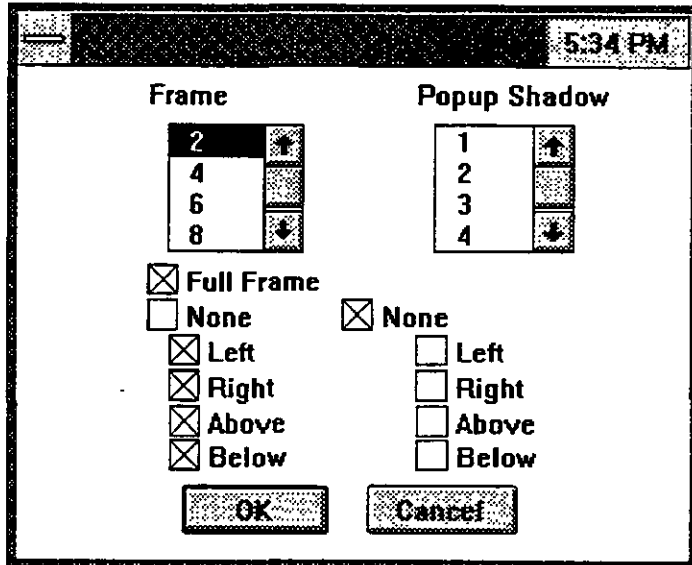 5:34 PM
Frame Popup Shadow
2 1
4 2
6 3
8 4
Full Frame
None None
Left Left
Right Right
Above Above
Below Below
OK Cancel